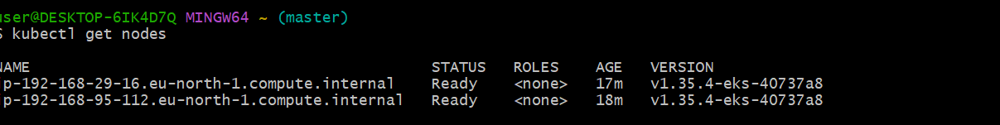 user@DESKTOP-6IK4D7Q MINGW64 ~ (master)
$ kubectl get nodes
NAME STATUS ROLES AGE VERSION
ip-192-168-29-16.eu-north-1.compute.internal Ready <none> 17m v1.35.4-eks-40737a8
ip-192-168-95-112.eu-north-1.compute.internal Ready <none> 18m v1.35.4-eks-40737a8